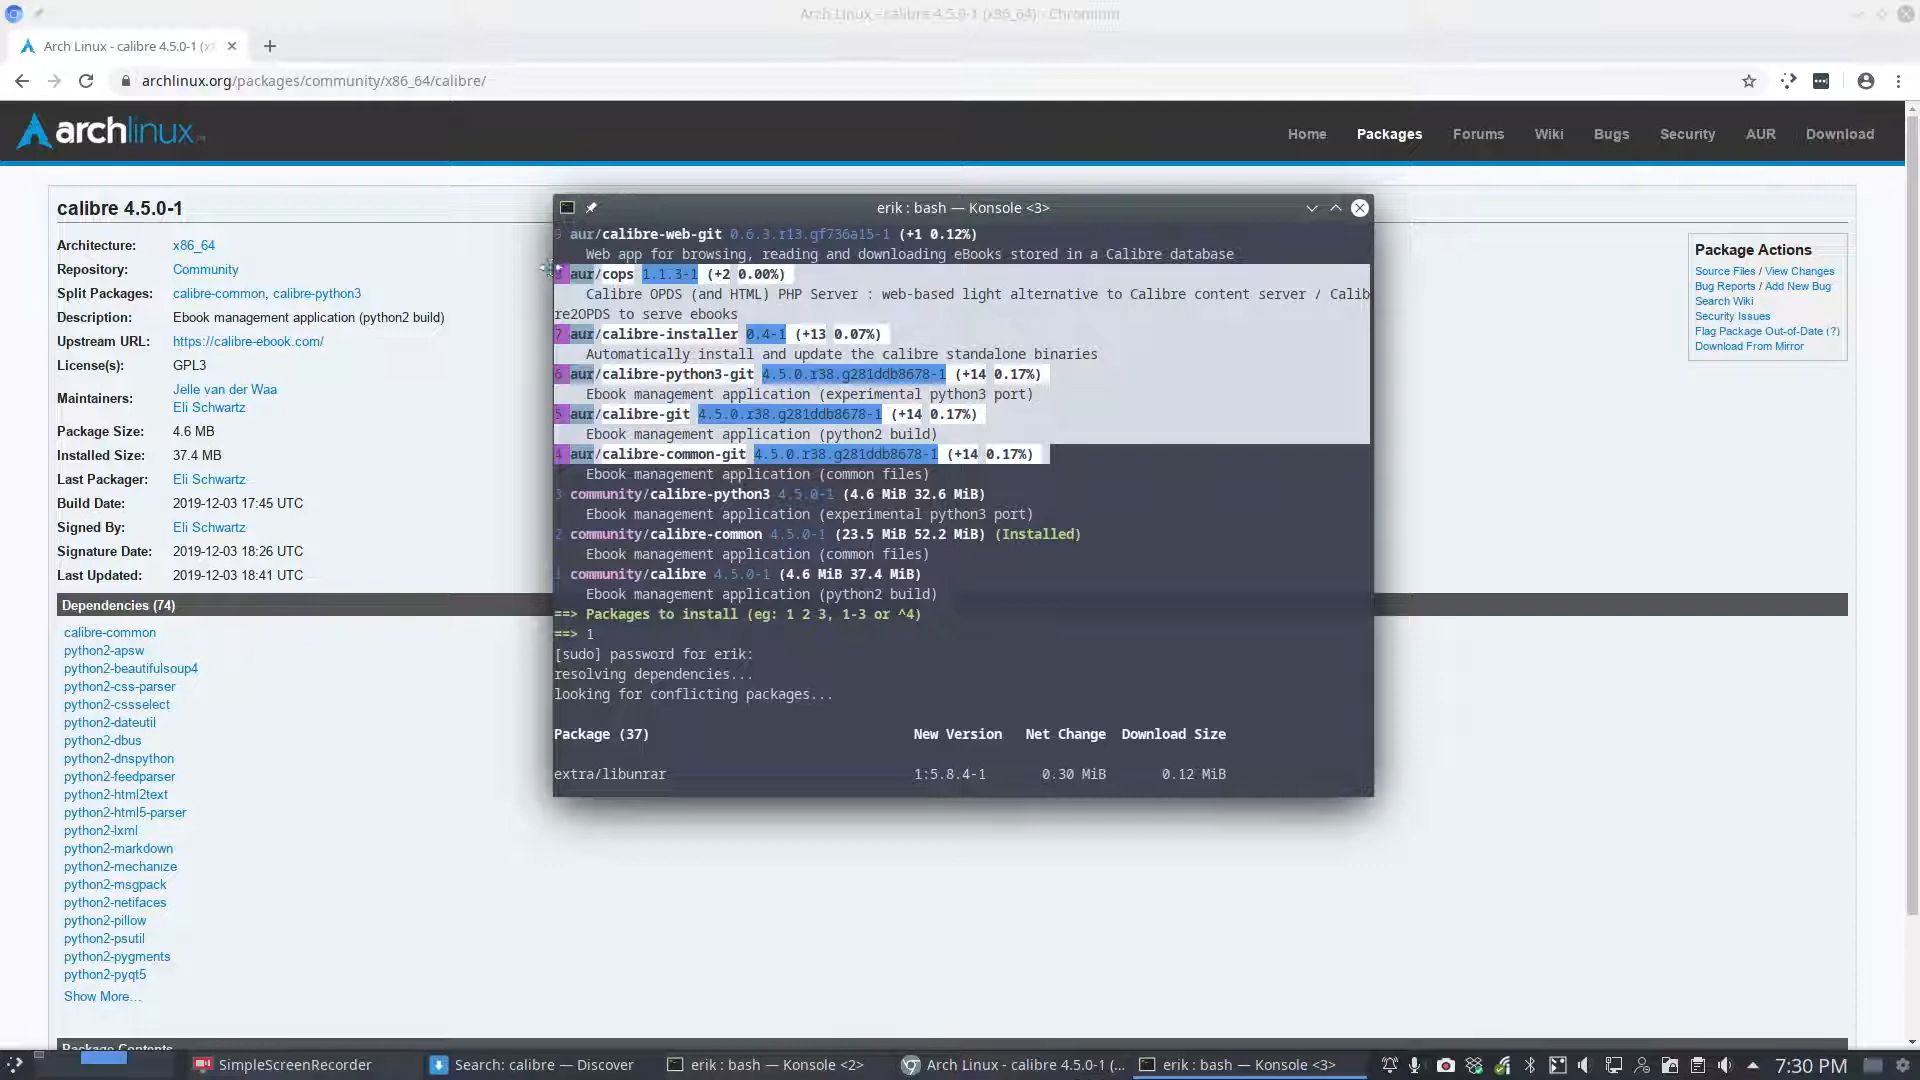 Arch Linux - calibre 4.5.0-1 (x86_64) - Chromium
Arch Linux - calibre 4.5.0-1 (x
archlinux.org/packages/community/x86_64/calibre/
archlinux
Home Packages Forums Wiki Bugs Security AUR Download
calibre 4.5.0-1
Architecture: x86_64
Repository: Community
Split Packages: calibre-common, calibre-python3
Description: Ebook management application (python2 build)
Upstream URL: https://calibre-ebook.com/
License(s): GPL3
Maintainers: Jelle van der Waa
Eli Schwartz
Package Size: 4.6 MB
Installed Size: 37.4 MB
Last Packager: Eli Schwartz
Build Date: 2019-12-03 17:45 UTC
Signed By: Eli Schwartz
Signature Date: 2019-12-03 18:26 UTC
Last Updated: 2019-12-03 18:41 UTC
Dependencies (74)
calibre-common
python2-apsw
python2-beautifulsoup4
python2-css-parser
python2-cssselect
python2-dateutil
python2-dbus
python2-dnspython
python2-feedparser
python2-html2text
python2-html5-parser
python2-lxml
python2-markdown
python2-mechanize
python2-msgpack
python2-netifaces
python2-pillow
python2-psutil
python2-pygments
python2-pyqt5
Show More…
Package Contents
Package Actions
Source Files / View Changes
Bug Reports / Add New Bug
Search Wiki
Security Issues
Flag Package Out-of-Date (?)
Download From Mirror
erik : bash — Konsole <3>
9 aur/calibre-web-git 0.6.3.r13.gf736a15-1 (+1 0.12%)
Web app for browsing, reading and downloading eBooks stored in a Calibre database
8 aur/cops 1.1.3-1 (+2 0.00%)
Calibre OPDS (and HTML) PHP Server : web-based light alternative to Calibre content server / Calib
re2OPDS to serve ebooks
7 aur/calibre-installer 0.4-1 (+13 0.07%)
Automatically install and update the calibre standalone binaries
6 aur/calibre-python3-git 4.5.0.r38.g281ddb8678-1 (+14 0.17%)
Ebook management application (experimental python3 port)
5 aur/calibre-git 4.5.0.r38.g281ddb8678-1 (+14 0.17%)
Ebook management application (python2 build)
4 aur/calibre-common-git 4.5.0.r38.g281ddb8678-1 (+14 0.17%)
Ebook management application (common files)
3 community/calibre-python3 4.5.0-1 (4.6 MiB 32.6 MiB)
Ebook management application (experimental python3 port)
2 community/calibre-common 4.5.0-1 (23.5 MiB 52.2 MiB) (Installed)
Ebook management application (common files)
1 community/calibre 4.5.0-1 (4.6 MiB 37.4 MiB)
Ebook management application (python2 build)
==> Packages to install (eg: 1 2 3, 1-3 or ^4)
==> 1
[sudo] password for erik:
resolving dependencies...
looking for conflicting packages...
Package (37) New Version Net Change Download Size
extra/libunrar 1:5.8.4-1 0.30 MiB 0.12 MiB
SimpleScreenRecorder
Search: calibre — Discover
erik : bash — Konsole <2>
Arch Linux - calibre 4.5.0-1 (...
erik : bash — Konsole <3>
7:30 PM